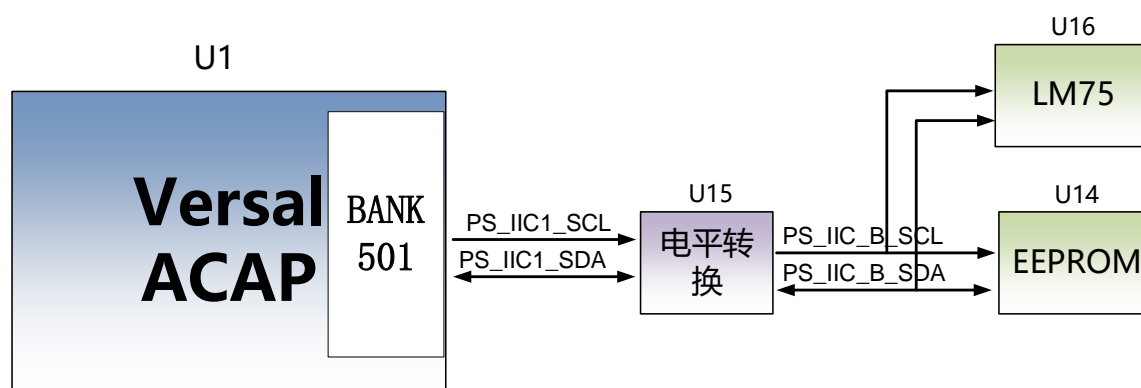 U16
LM75
U1
Versal
ACAP
BANK
501
PS_IIC1_SCL
PS_IIC1_SDA
U15
电平转
换
PS_IIC_B_SCL
PS_IIC_B_SDA
U14
EEPROM